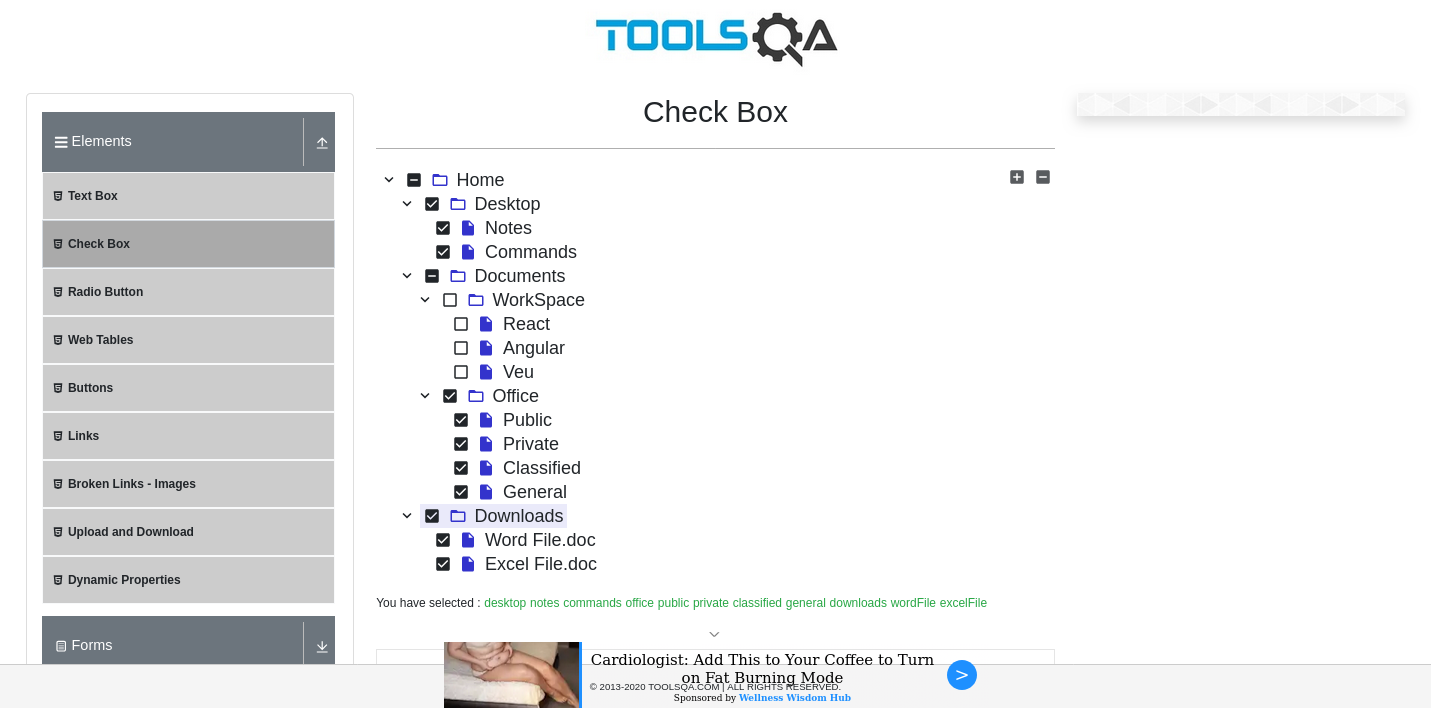 TOOLSQA
Elements
Text Box
Check Box
Radio Button
Web Tables
Buttons
Links
Broken Links - Images
Upload and Download
Dynamic Properties
Forms
Check Box
Home
Desktop
Notes
Commands
Documents
WorkSpace
React
Angular
Veu
Office
Public
Private
Classified
General
Downloads
Word File.doc
Excel File.doc
You have selected : desktop notes commands office public private classified general downloads wordFile excelFile
Cardiologist: Add This to Your Coffee to Turn
on Fat Burning Mode
© 2013-2020 TOOLSQA.COM | ALL RIGHTS RESERVED.
Sponsored by Wellness Wisdom Hub